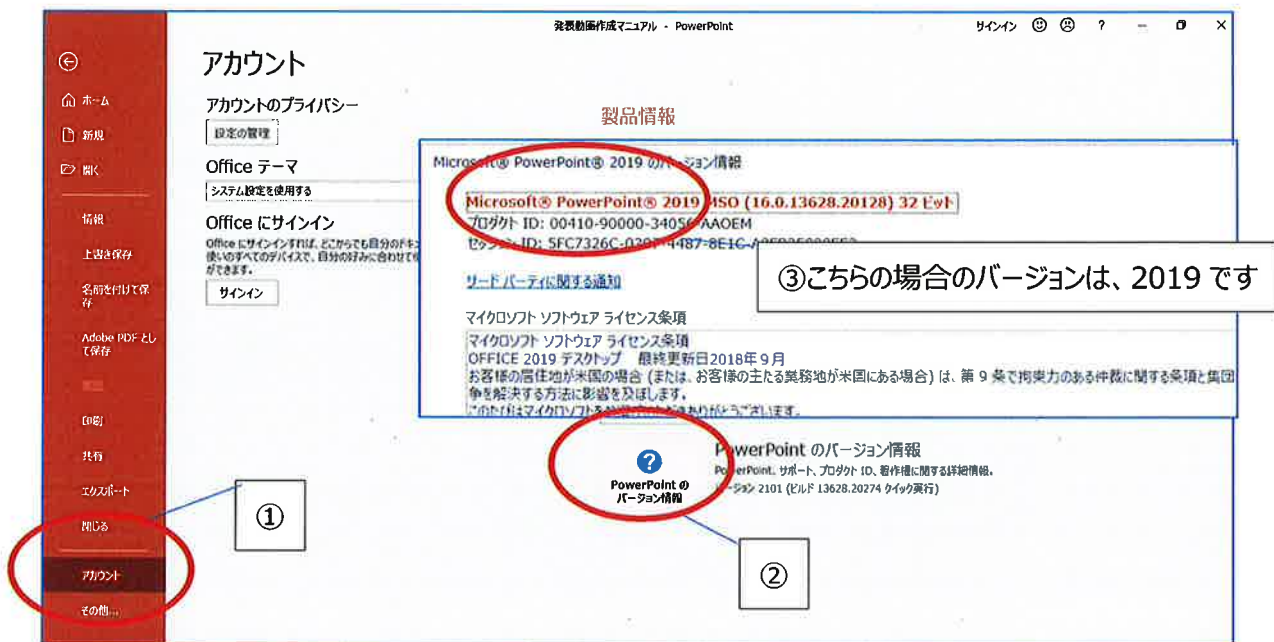 発表動画作成マニュアル - PowerPoint
サインイン
?
アカウント
ホーム
新規
開く
情報
上書き保存
名前を付けて保
存
Adobe PDF とし
て保存
印刷
共有
エクスポート
閉じる
アカウント
その他...
アカウントのプライバシー
設定の管理
Office テーマ
システム設定を使用する
Office にサインイン
Office にサインインすれば、どこからでも自分のドキュ
使いのすべてのデバイスで、自分の好みに合わせて
ができます。
サインイン
製品情報
Microsoft® PowerPoint® 2019 のバージョン情報
Microsoft® PowerPoint® 2019 MSO (16.0.13628.20128) 32 ビット
プロダクト ID: 00410-90000-34056-AAOEM
セッション ID:
サード パーティに関する通知
③こちらの場合のバージョンは、2019 です
マイクロソフト ソフトウェア ライセンス条項
マイクロソフト ソフトウェア ライセンス条項
OFFICE 2019 デスクトップ 最終更新日2018年 9 月
お客様の居住地が米国の場合 (または、お客様の主たる業務地が米国にある場合) は、第 9 条で拘束力のある仲裁に関する条項と集団
争を解決する方法に影響を及ぼします。
?
PowerPoint の
バージョン情報
PowerPoint のバージョン情報
PowerPoint、サポート、プロダクト ID、著作権に関する詳細情報。
バージョン 2101 (ビルド 13628.20274 クイック実行)
①
②